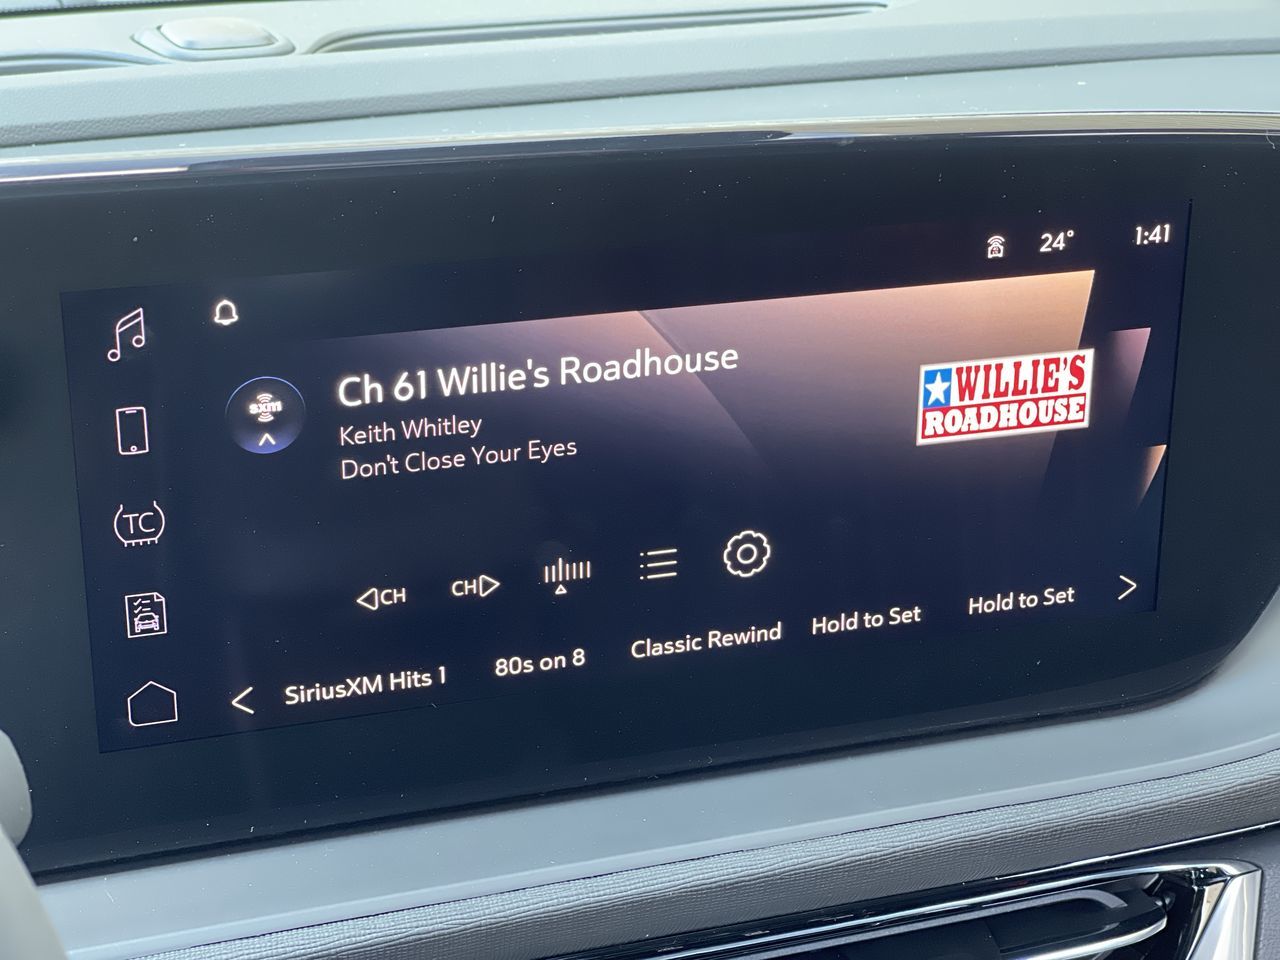 24° 1:41
sxm
Ch 61 Willie's Roadhouse
Keith Whitley
Don't Close Your Eyes
WILLIE'S
ROADHOUSE
TC
CH CH
SiriusXM Hits 1 80s on 8 Classic Rewind Hold to Set Hold to Set